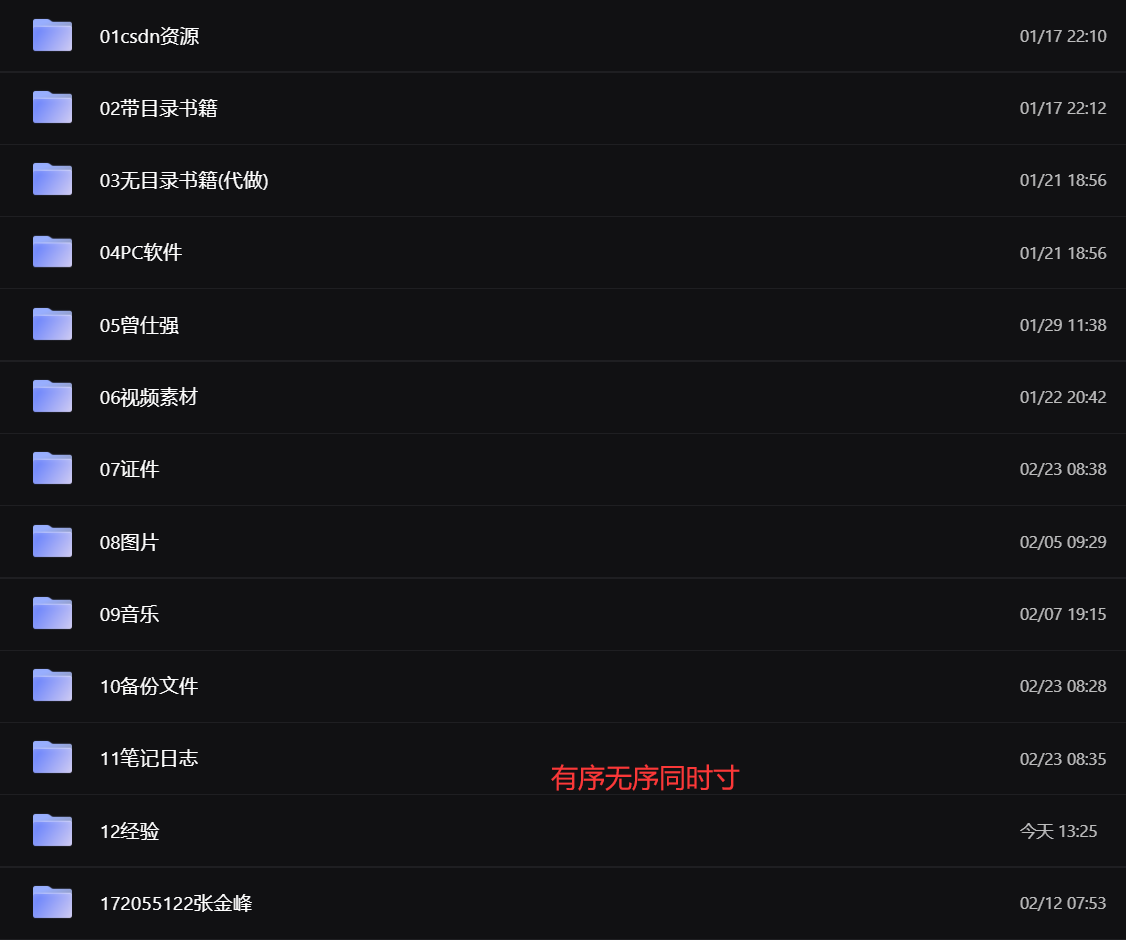 01csdn资源 01/17 22:10
02带目录书籍 01/17 22:12
03无目录书籍(代做) 01/21 18:56
04PC软件 01/21 18:56
05曾仕强 01/29 11:38
06视频素材 01/22 20:42
07证件 02/23 08:38
08图片 02/05 09:29
09音乐 02/07 19:15
10备份文件 02/23 08:28
11笔记日志 02/23 08:35
有序无序同时寸
12经验 今天 13:25
172055122张金峰 02/12 07:53